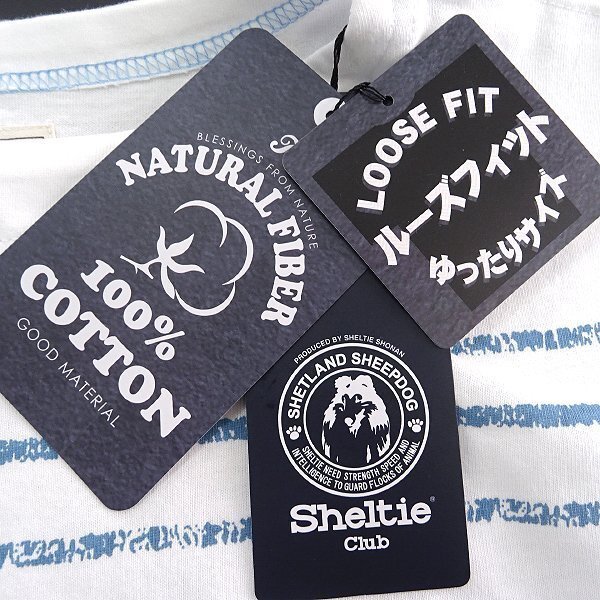 BLESSINGS FROM NATURE
NATURAL FIBER
100%
COTTON
GOOD MATERIAL
LOOSE FIT
ルーズフィット
ゆったりサイズ
PRODUCED BY SHELTIE SHONAN
SHETLAND SHEEPDOG
SHELTIE NEED STRENGTH SPEED AND
INTELLIGENCE TO GUARD FLOCKS OF ANIMAL
Sheltie®
Club